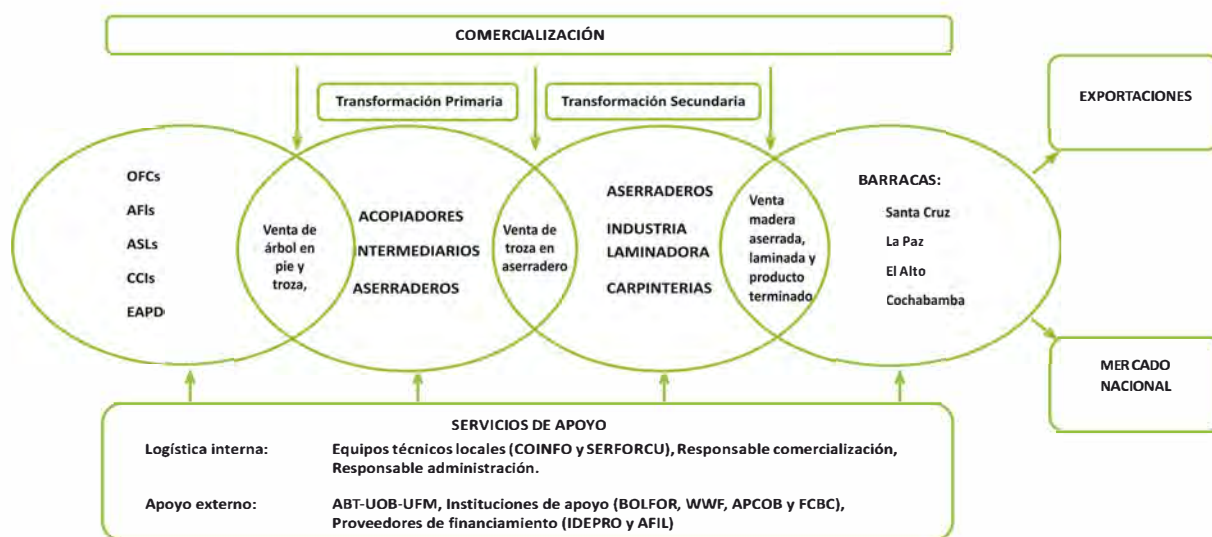 COMERCIALIZACIÓN
Transformación Primaria
Transformación Secundaria
OFCs
AFIs
ASLs
CCIs
EAPD
Venta de
árbol en
pie y
troza,
ACOPIADORES
INTERMEDIARIOS
ASERRADEROS
Venta de
troza en
aserradero
ASERRADEROS
INDUSTRIA
LAMINADORA
CARPINTERIAS
Venta
madera
aserrada,
laminada y
producto
terminado
BARRACAS:
Santa Cruz
La Paz
El Alto
Cochabamba
EXPORTACIONES
MERCADO
NACIONAL
SERVICIOS DE APOYO
Logística interna: Equipos técnicos locales (COINFO y SERFORCU), Responsable comercialización,
Responsable administración.
Apoyo externo: ABT-UOB-UFM, Instituciones de apoyo (BOLFOR, WWF, APCOB y FCBC),
Proveedores de financiamiento (IDEPRO y AFIL)